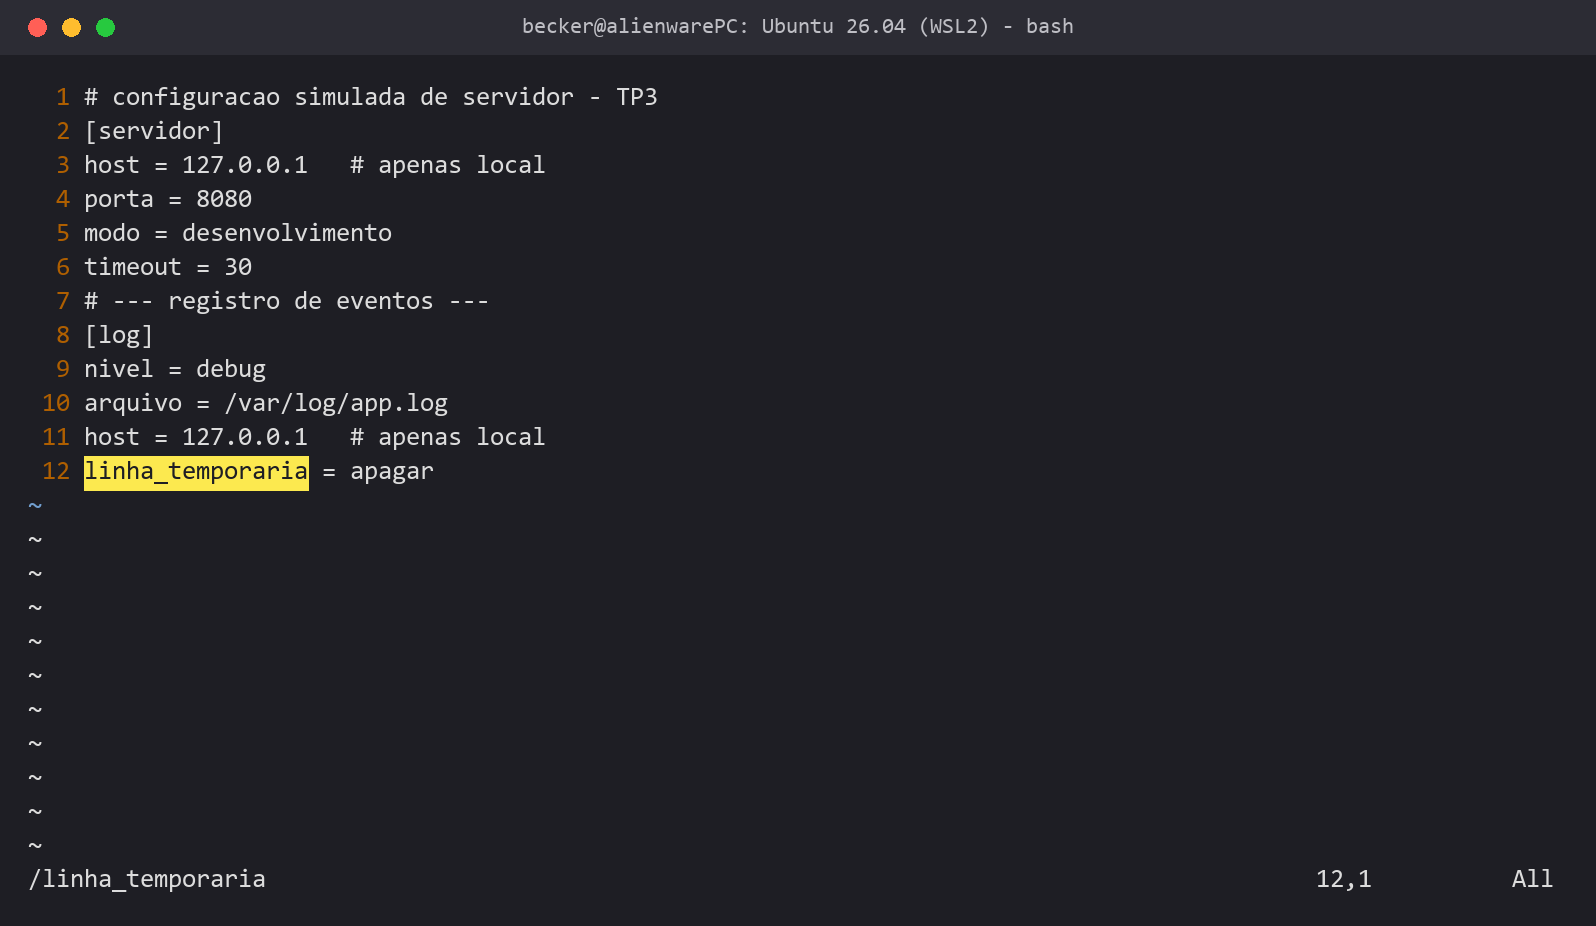 becker@alienwarePC: Ubuntu 26.04 (WSL2) - bash
1 # configuracao simulada de servidor - TP3
2 [servidor]
3 host = 127.0.0.1   # apenas local
4 porta = 8080
5 modo = desenvolvimento
6 timeout = 30
7 # --- registro de eventos ---
8 [log]
9 nivel = debug
10 arquivo = /var/log/app.log
11 host = 127.0.0.1   # apenas local
12 linha_temporaria = apagar
~
~
~
~
~
~
~
~
~
~
~
/linha_temporaria 12,1 All